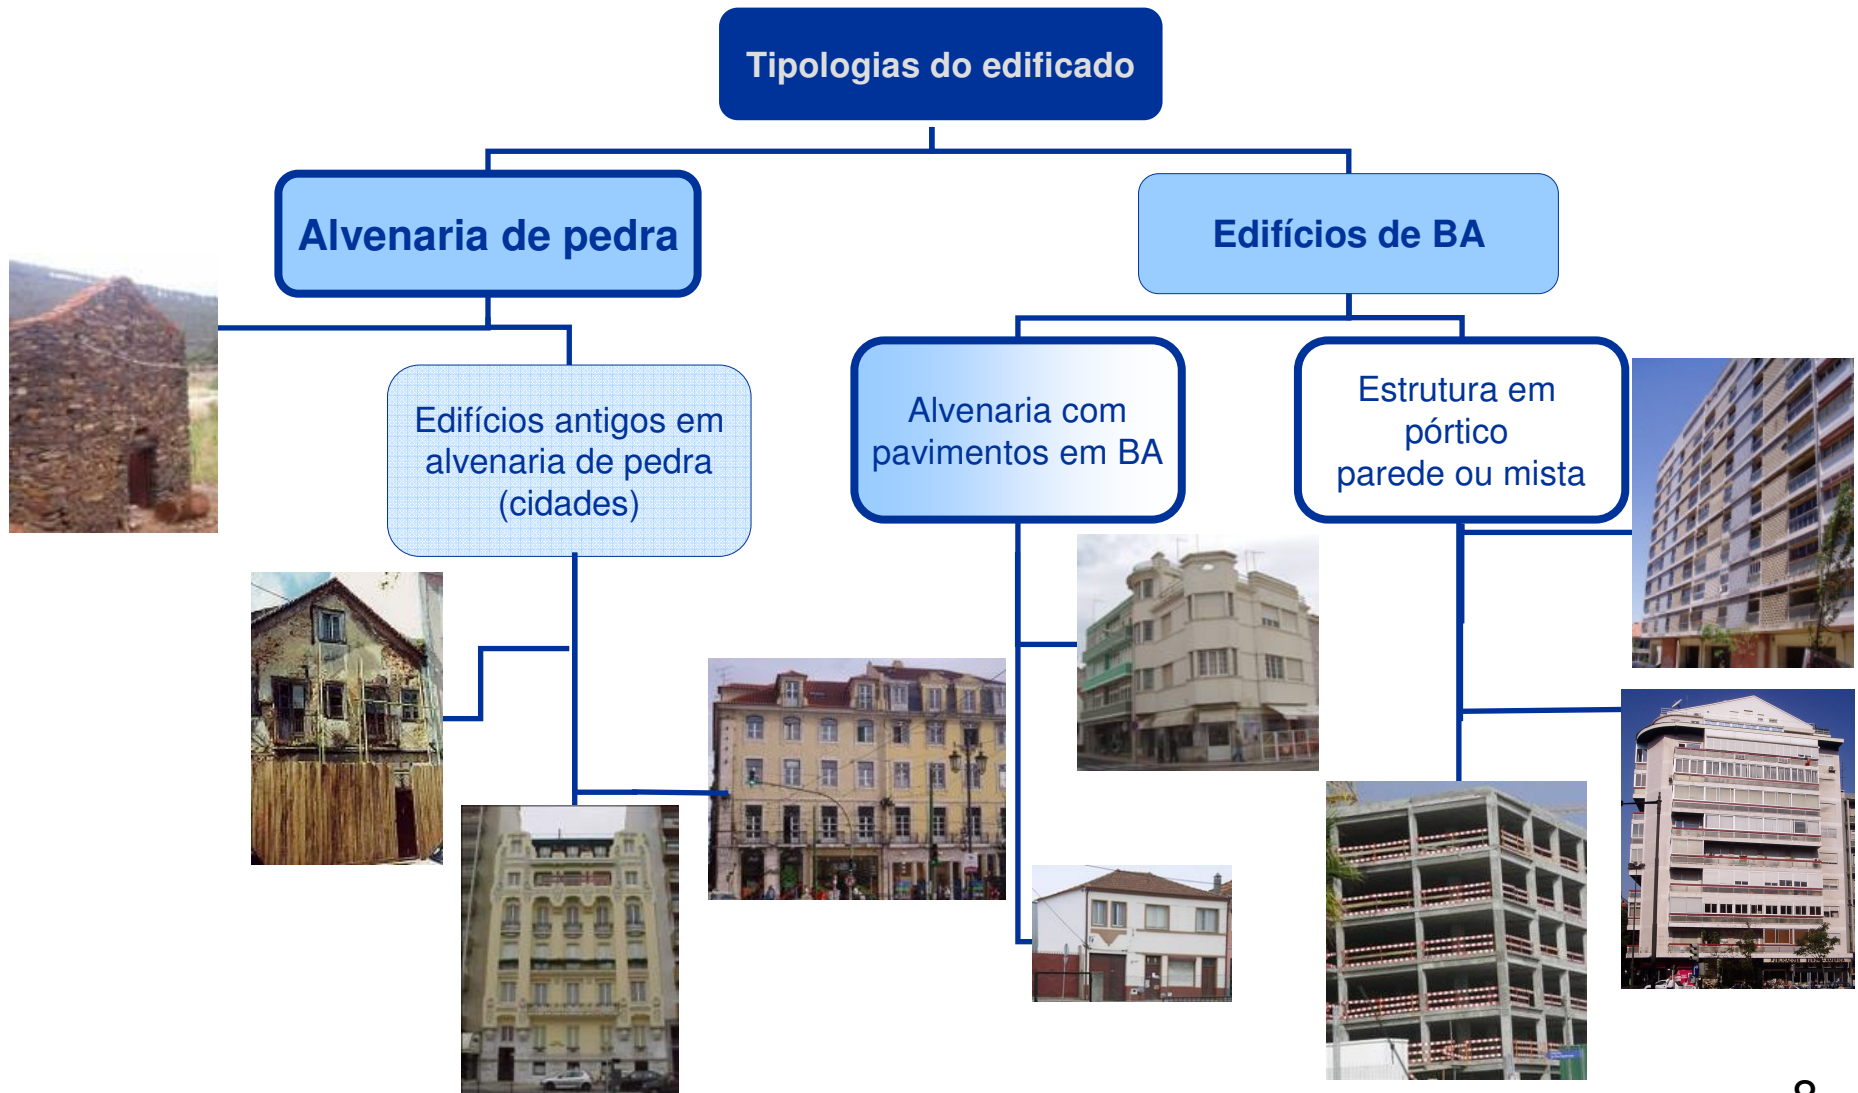 Tipologias do edificado
Alvenaria de pedra
Edifícios de BA
Edifícios antigos em
alvenaria de pedra
(cidades)
Alvenaria com
pavimentos em BA
Estrutura em
pórtico
parede ou mista